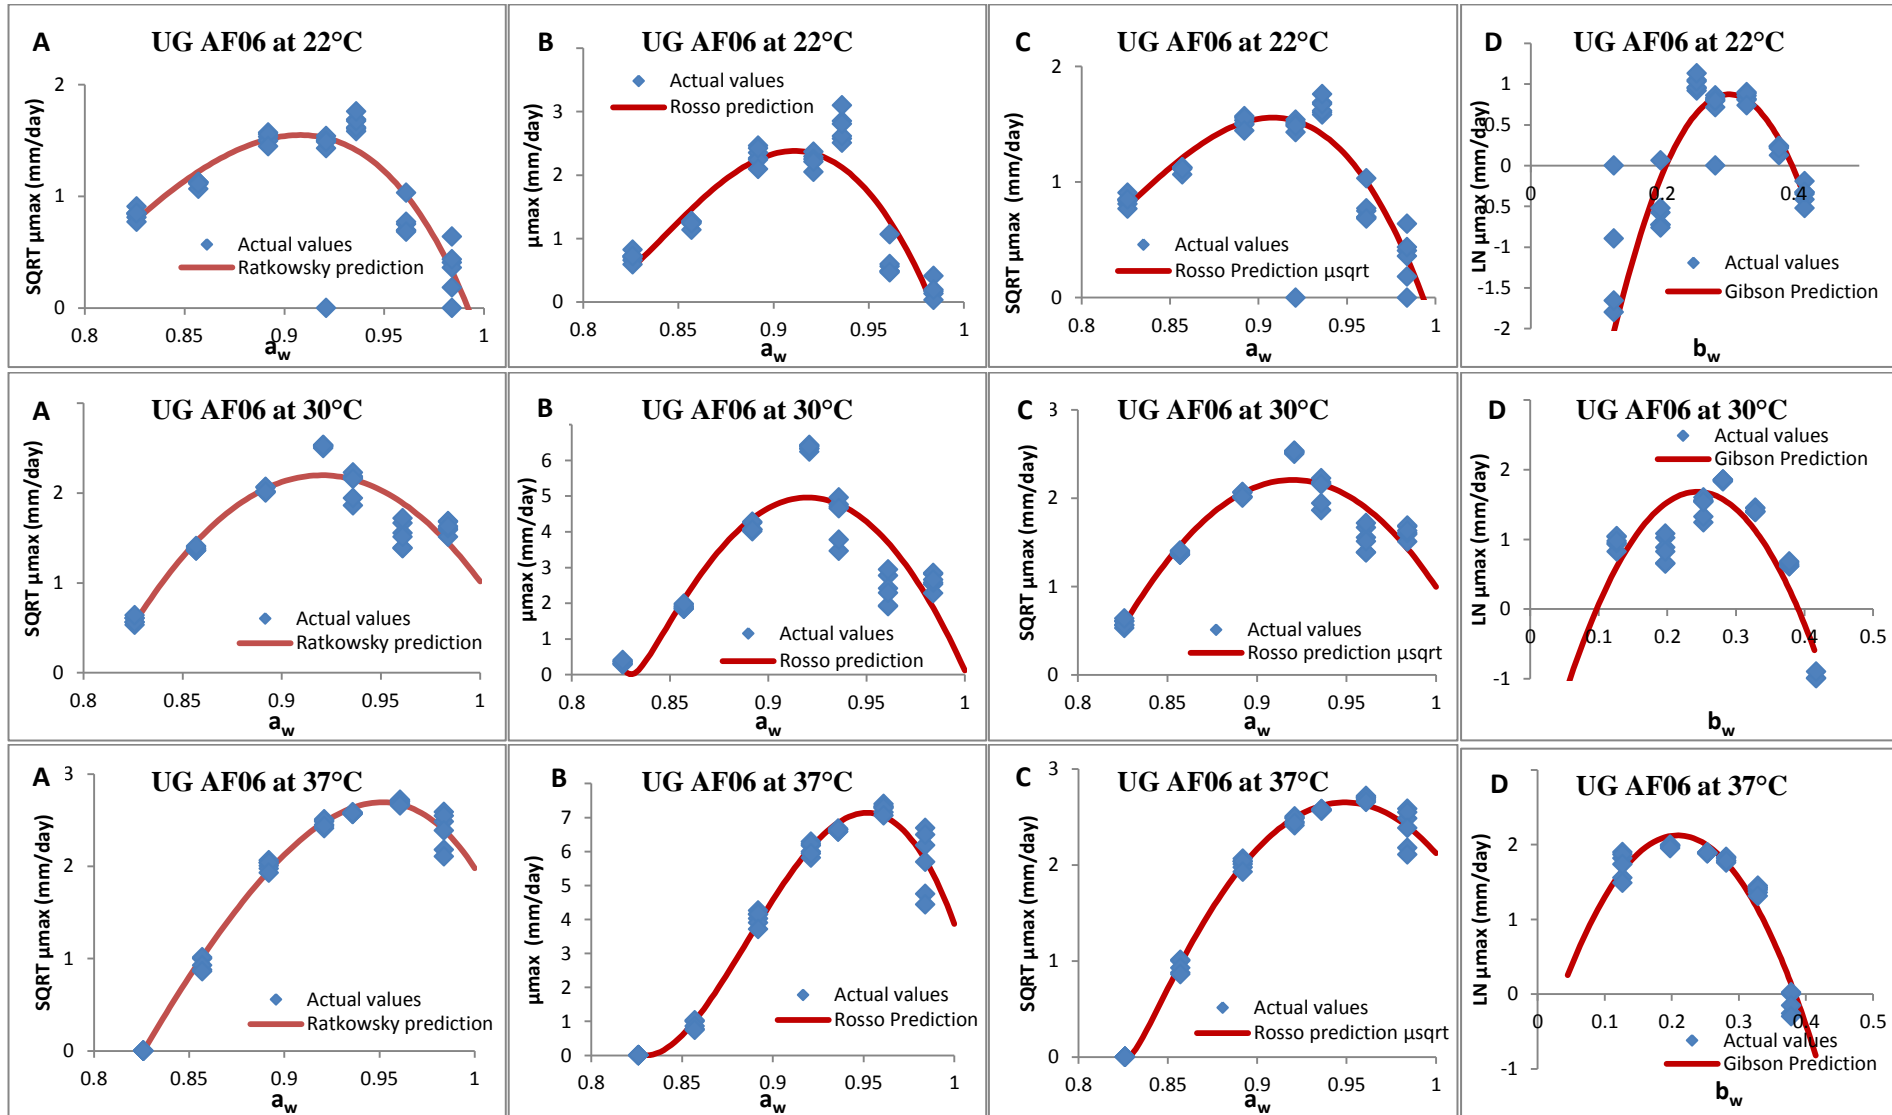 A
UG AF06 at 22°C
SQRT µmax (mm/day)
2
1
0
Actual values
Ratkowsky prediction
0.8
0.85
0.9
0.95
1
aw
B
UG AF06 at 22°C
µmax (mm/day)
3
2
1
0
Actual values
Rosso prediction
0.8
0.85
0.9
0.95
1
aw
C
UG AF06 at 22°C
SQRT µmax (mm/day)
2
1
0
Actual values
Rosso Prediction µsqrt
0.8
0.85
0.9
0.95
1
aw
D
UG AF06 at 22°C
LN µmax (mm/day)
1
0.5
0
-0.5
-1
-1.5
-2
0
0.2
0.4
Actual values
Gibson Prediction
bw
A
UG AF06 at 30°C
SQRT µmax (mm/day)
2
1
0
Actual values
Ratkowsky prediction
0.8
0.85
0.9
0.95
1
aw
B
UG AF06 at 30°C
µmax (mm/day)
6
5
4
3
2
1
0
Actual values
Rosso prediction
0.8
0.85
0.9
0.95
1
aw
C
UG AF06 at 30°C
SQRT µmax (mm/day)
3
2
1
0
Actual values
Rosso prediction µsqrt
0.8
0.85
0.9
0.95
1
aw
D
UG AF06 at 30°C
Actual values
Gibson Prediction
LN µmax (mm/day)
2
1
0
-1
0
0.1
0.2
0.3
0.4
0.5
bw
A
UG AF06 at 37°C
SQRT µmax (mm/day)
3
2
1
0
Actual values
Ratkowsky prediction
0.8
0.85
0.9
0.95
1
aw
B
UG AF06 at 37°C
µmax (mm/day)
7
6
5
4
3
2
1
0
Actual values
Rosso Prediction
0.8
0.85
0.9
0.95
1
aw
C
UG AF06 at 37°C
SQRT µmax (mm/day)
3
2
1
0
Actual values
Rosso prediction µsqrt
0.8
0.85
0.9
0.95
1
aw
D
UG AF06 at 37°C
LN µmax (mm/day)
2
1
0
-1
0
0.1
0.2
0.3
0.4
0.5
Actual values
Gibson Prediction
bw